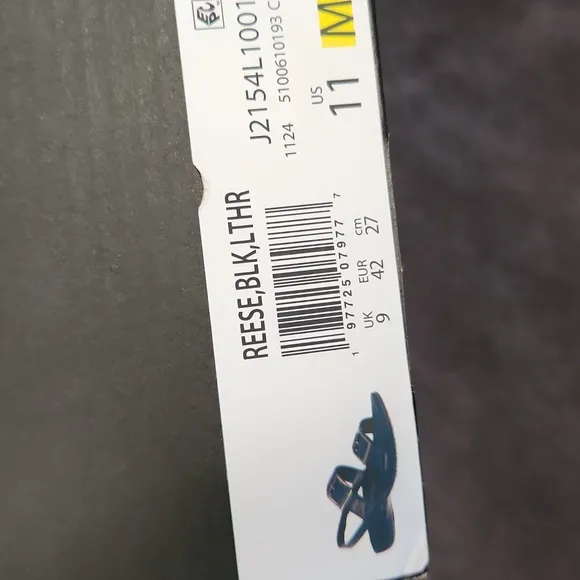 J2154L1001
1124 5100610193 C
US
11
M
REESE,BLK,LTHR
1 97725 07977 7
UK EUR cm
9 42 27